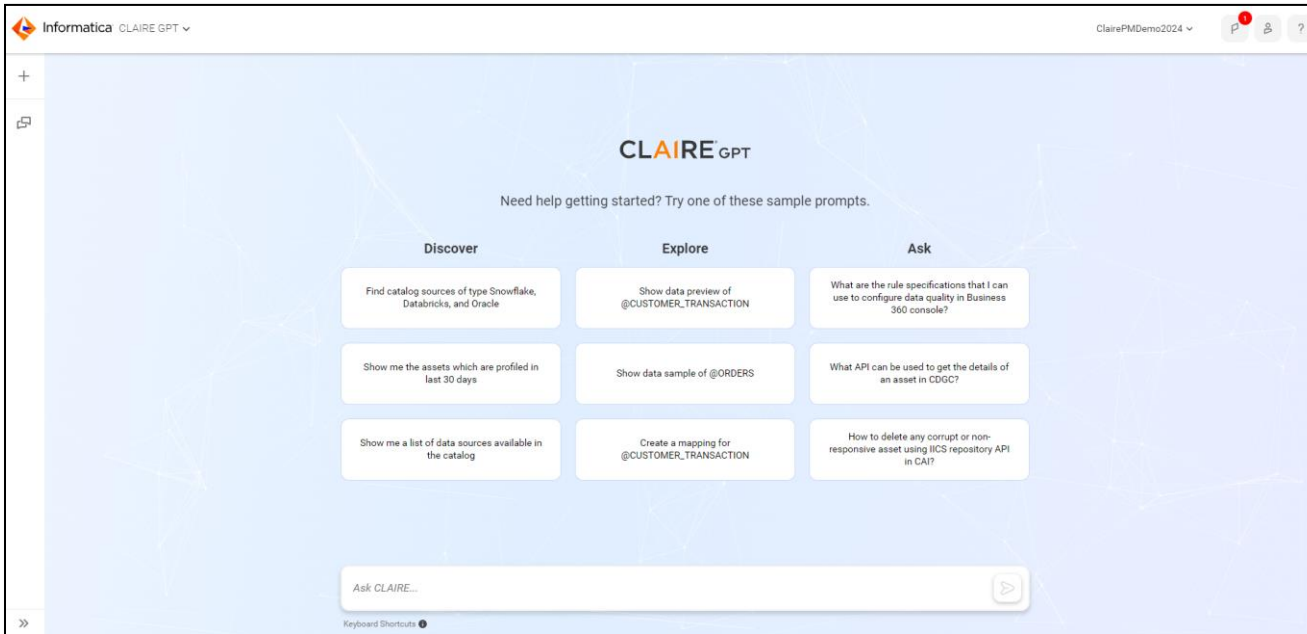 Informatica CLAIRE GPT
ClairePMDemo2024
1
?
CLAIRE GPT
Need help getting started? Try one of these sample prompts.
Discover
Explore
Ask
Find catalog sources of type Snowflake,
Databricks, and Oracle
Show data preview of
@CUSTOMER_TRANSACTION
What are the rule specifications that I can
use to configure data quality in Business
360 console?
Show me the assets which are profiled in
last 30 days
Show data sample of @ORDERS
What API can be used to get the details of
an asset in CDGC?
Show me a list of data sources available in
the catalog
Create a mapping for
@CUSTOMER_TRANSACTION
How to delete any corrupt or non-
responsive asset using IICS repository API
in CAI?
Ask CLAIRE...
Keyboard Shortcuts